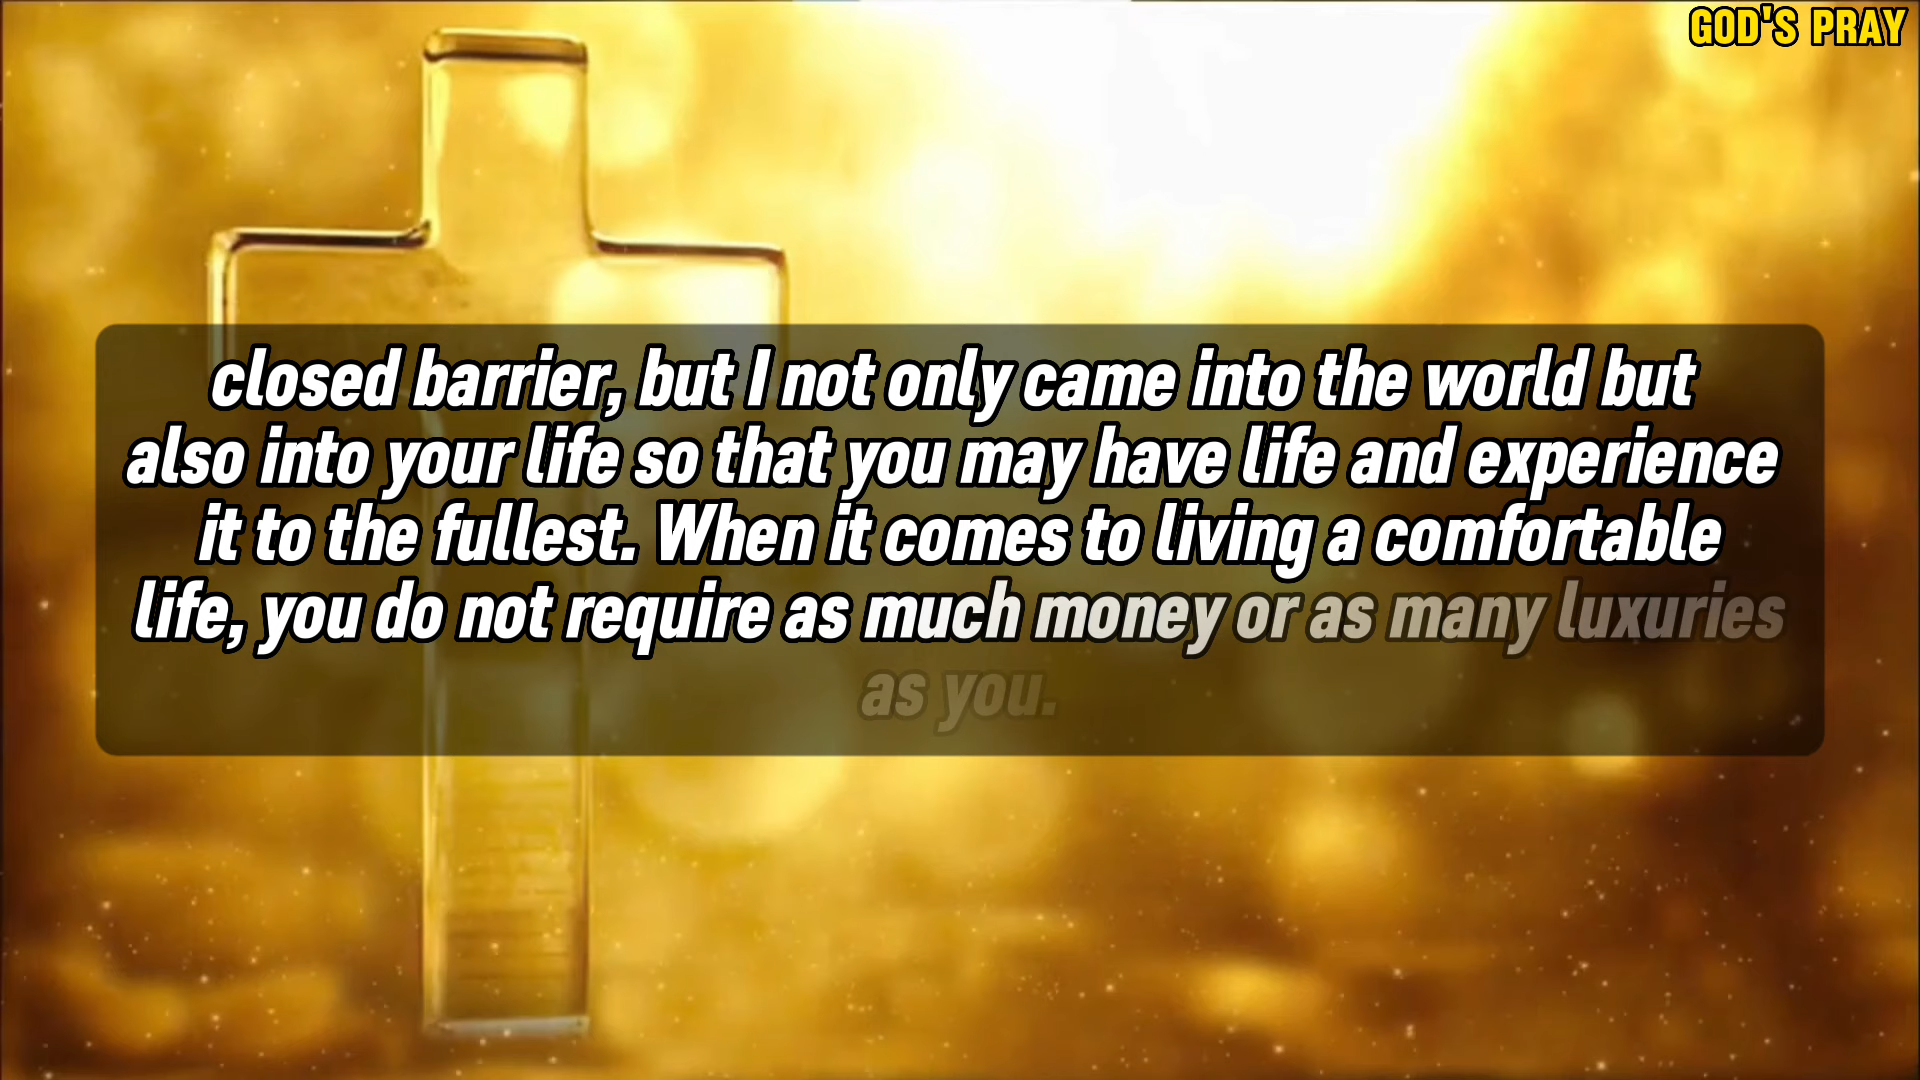 GOD'S PRAY
closed barrier, but I not only came into the world but
also into your life so that you may have life and experience
it to the fullest. When it comes to living a comfortable
life, you do not require as much money or as many luxuries
as you.